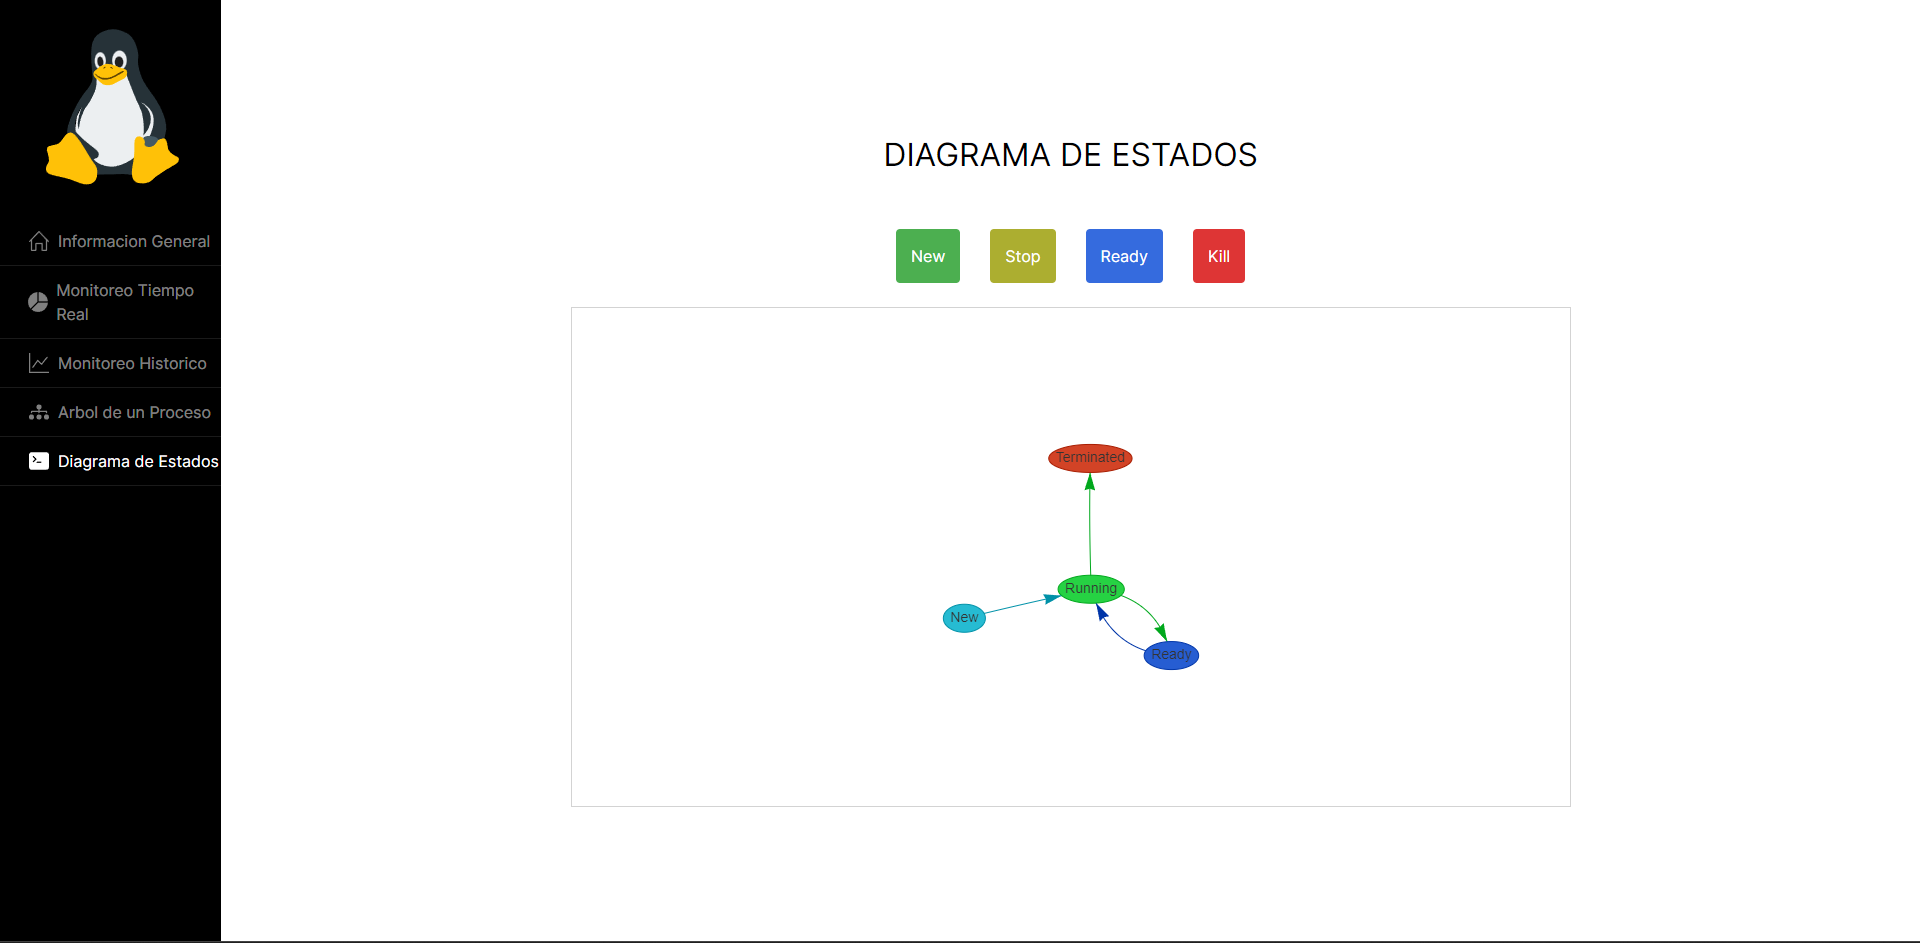 Informacion General
Monitoreo Tiempo
Real
Monitoreo Historico
Arbol de un Proceso
Diagrama de Estados
DIAGRAMA DE ESTADOS
New
Stop
Ready
Kill
Terminated
Running
New
Ready